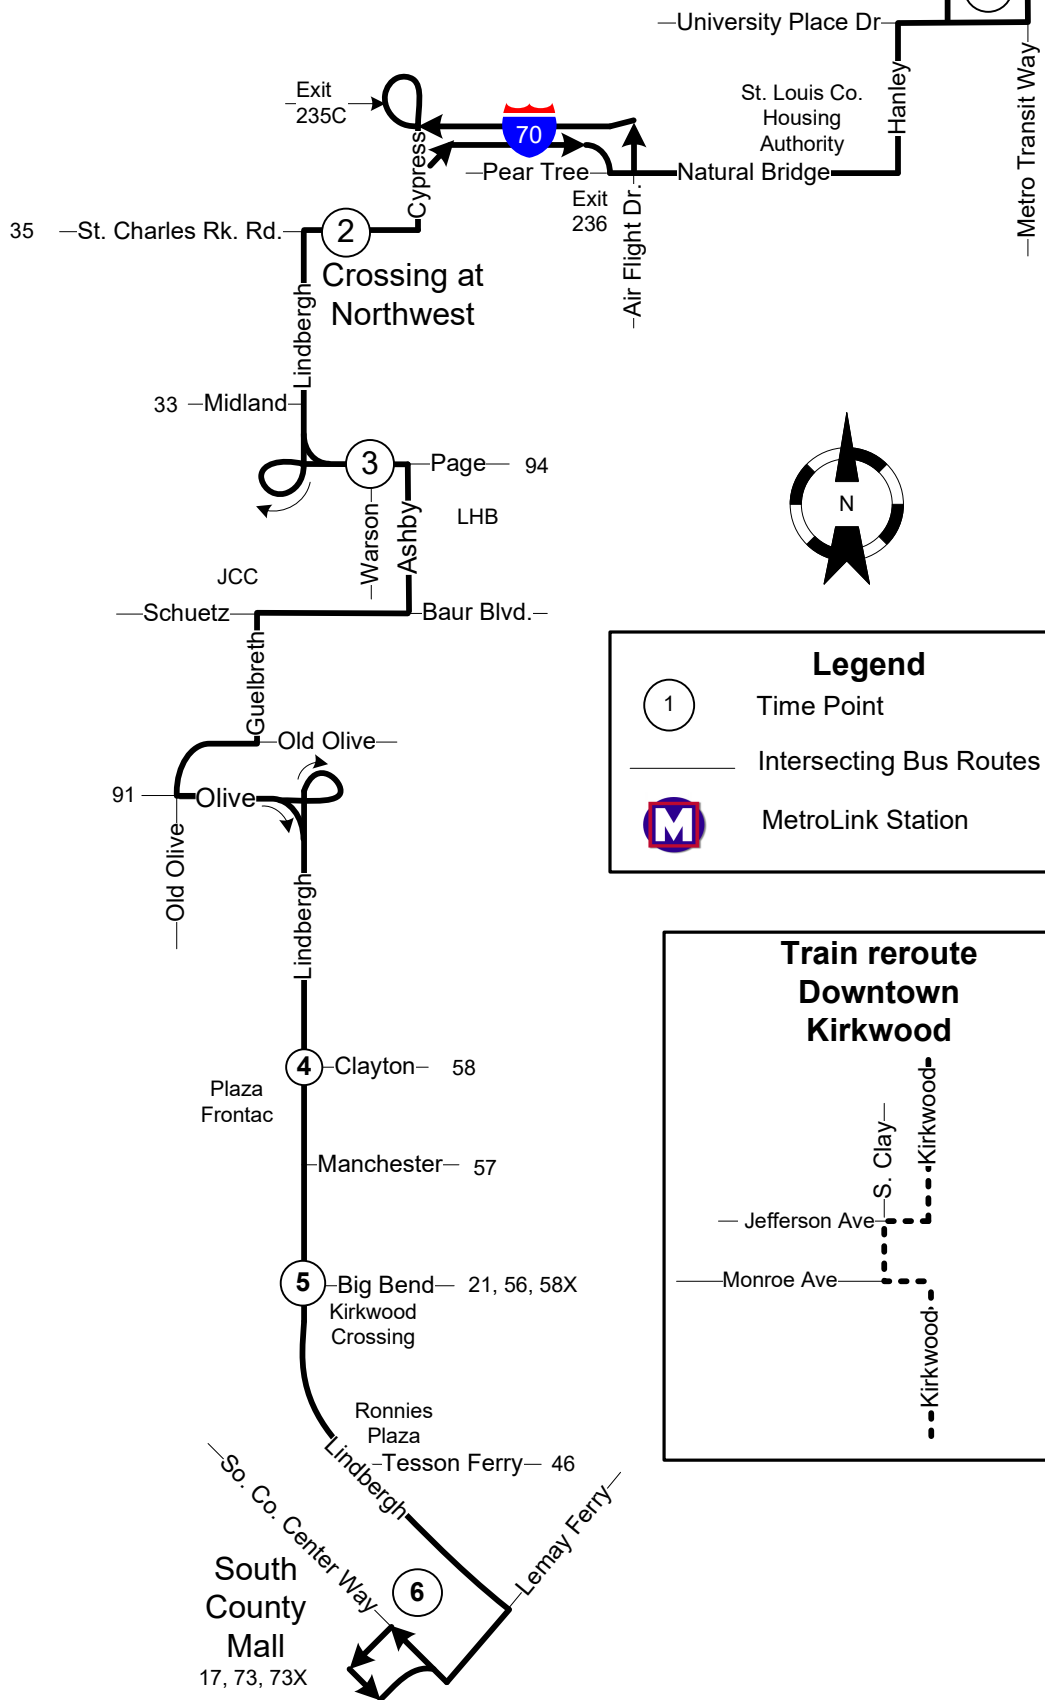 University Place Dr
Exit
235C
70
St. Louis Co.
Housing
Authority
Hanley
Metro Transit Way
Cypress
Pear Tree
Natural Bridge
Exit
236
Air Flight Dr.
35
St. Charles Rk. Rd.
2
Crossing at
Northwest
Lindbergh
33
Midland
3
Page
94
Warson
Ashby
LHB
N
JCC
Schuetz
Baur Blvd.
Guelbreth
Old Olive
91
Olive
Old Olive
Lindbergh
Legend
1
Time Point
Intersecting Bus Routes
M
MetroLink Station
4
Clayton
58
Plaza
Frontac
Manchester
57
5
Big Bend
21, 56, 58X
Kirkwood
Crossing
Ronnies
Plaza
Lindbergh
Tesson Ferry
46
So. Co. Center Way
Lemay Ferry
6
South
County
Mall
17, 73, 73X
Train reroute
Downtown
Kirkwood
Kirkwood
S. Clay
Jefferson Ave
Monroe Ave
Kirkwood